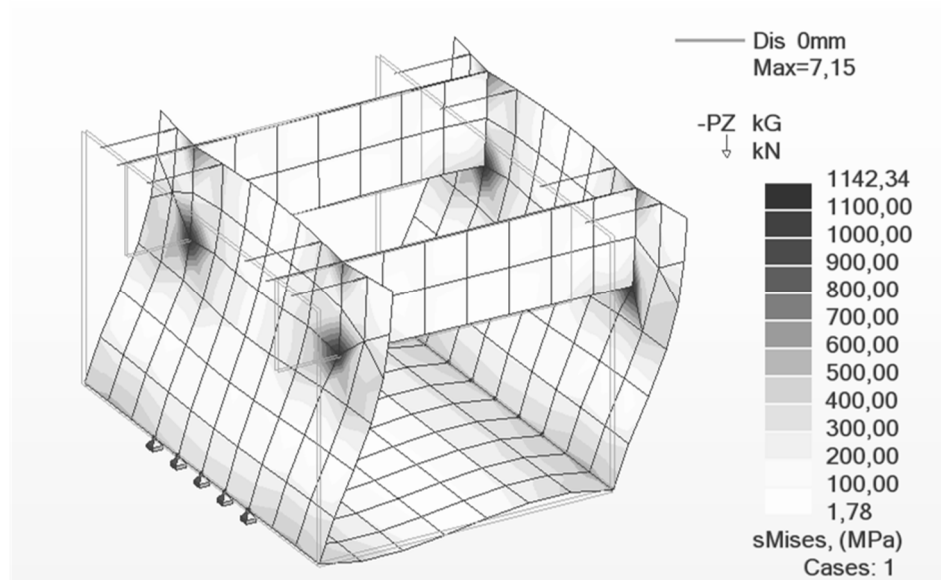 Dis 0mm
Max=7,15
-PZ kG
kN
1142,34
1100,00
1000,00
900,00
800,00
700,00
600,00
500,00
400,00
300,00
200,00
100,00
1,78
sMises, (MPa)
Cases: 1